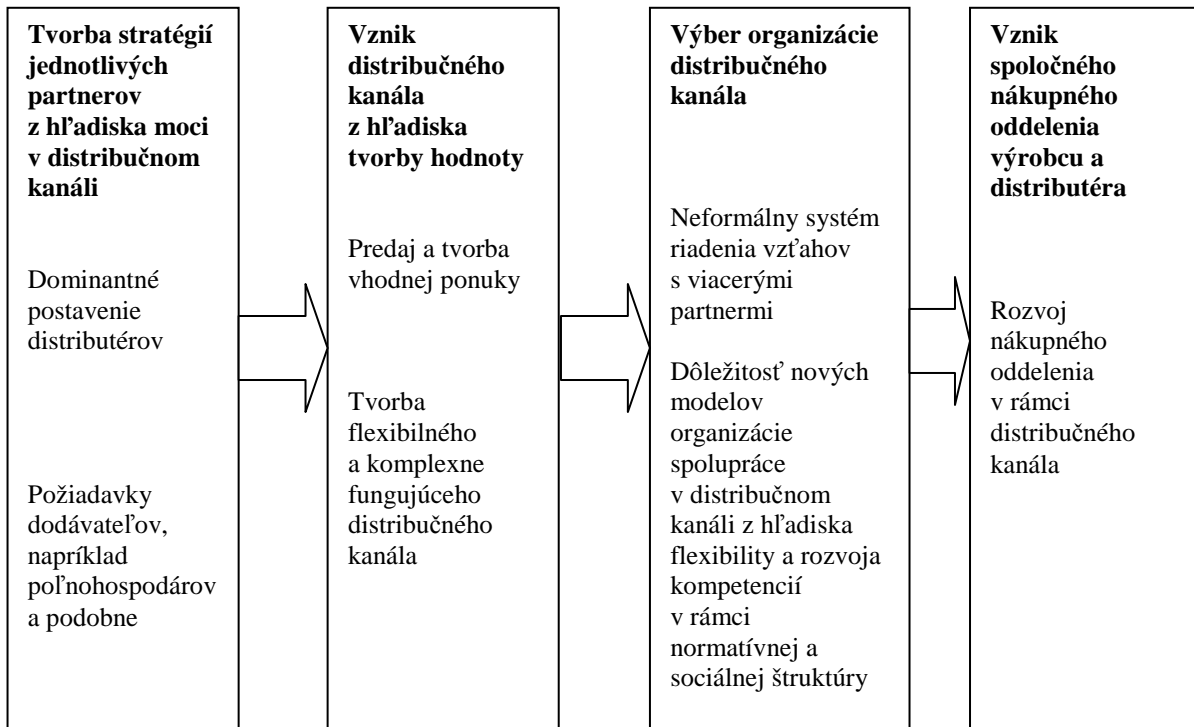 Tvorba stratégií
jednotlivých
partnerov
z hľadiska moci
v distribučnom
kanáli
Dominantné
postavenie
distribútérov
Požiadavky
dodávateľov,
napríklad
poľnohospodárov
a podobne
Vznik
distribučného
kanála
z hľadiska
tvorby hodnoty
Predaj a tvorba
vhodnej ponuky
Tvorba
flexibilného
a komplexne
fungujúceho
distribučného
kanála
Výber organizácie
distribučného
kanála
Neformálny systém
riadenia vzťahov
s viacerými
partnermi
Dôležitosť nových
modelov
organizácie
spolupráce
v distribučnom
kanáli z hľadiska
flexibility a rozvoja
kompetencií
v rámci
normatívnej a
sociálnej štruktúry
Vznik
spoločného
nákupného
oddelenia
výrobcu a
distributéra
Rozvoj
nákupného
oddelenia
v rámci
distribučného
kanála